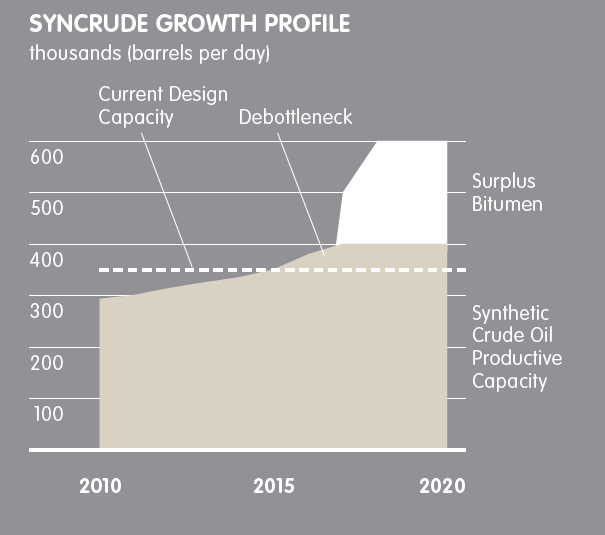 SYNCRUDE GROWTH PROFILE
thousands (barrels per day)
Current Design
Capacity
Debottleneck
600
500
400
300
200
100
Surplus
Bitumen
Synthetic
Crude Oil
Productive
Capacity
2010
2015
2020